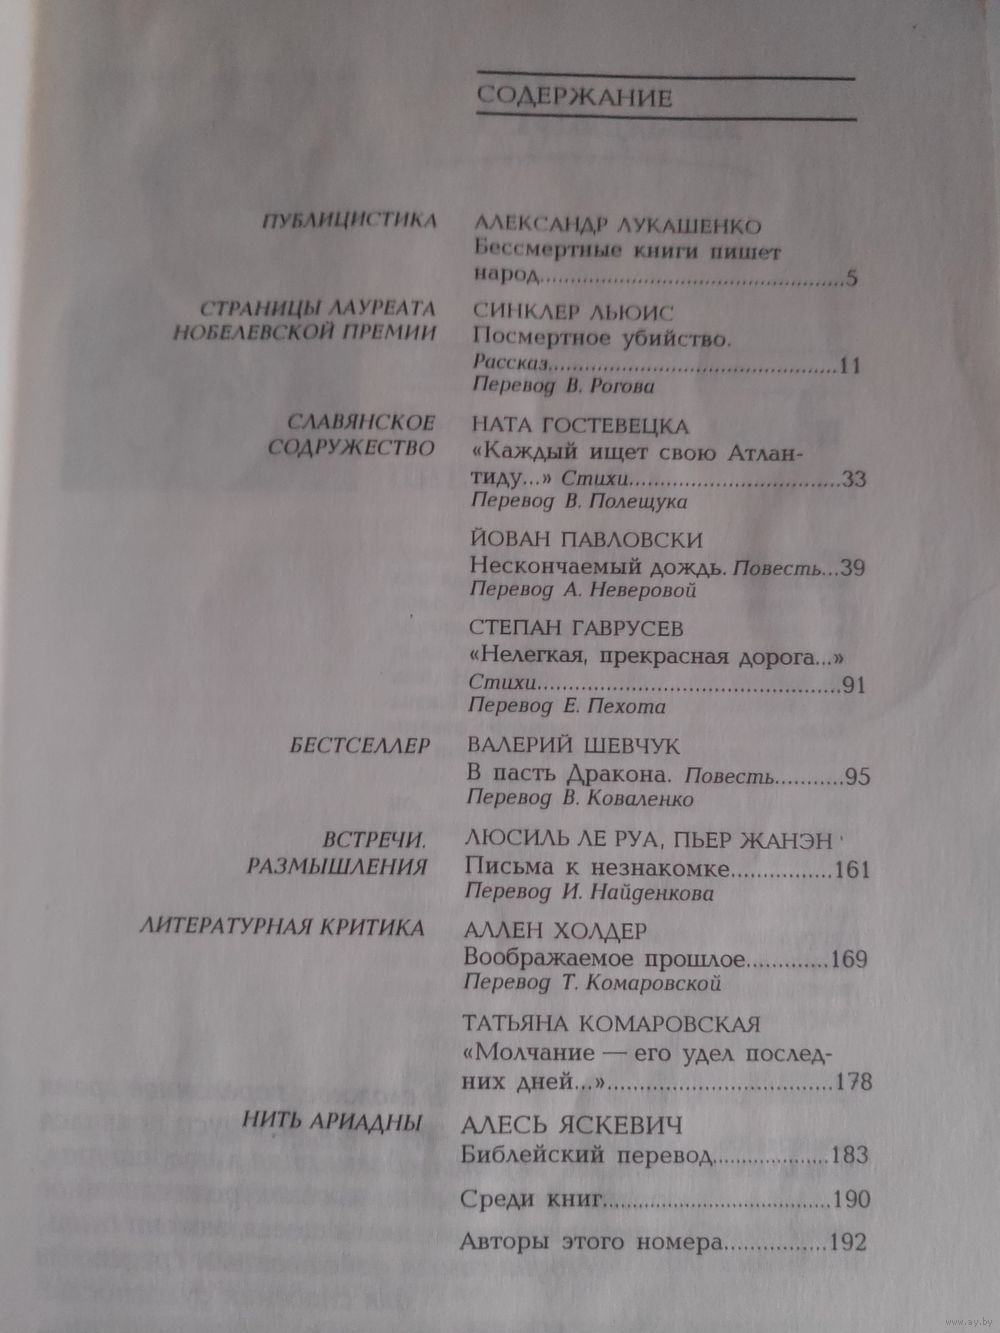 СОДЕРЖАНИЕ
ПУБЛИЦИСТИКА
АЛЕКСАНДР ЛУКАШЕНКО
Бессмертные книги пишет
народ................................................5
СТРАНИЦЫ ЛАУРЕАТА
НОБЕЛЕВСКОЙ ПРЕМИИ
СИНКЛЕР ЛЬЮИС
Посмертное убийство.
Рассказ..............................................11
Перевод В. Рогова
СЛАВЯНСКОЕ
СОДРУЖЕСТВО
НАТА ГОСТЕВЕЦКА
«Каждый ищет свою Атлан-
тиду...» Стихи..................................33
Перевод В. Полещука
ЙОВАН ПАВЛОВСКИ
Нескончаемый дождь. Повесть...39
Перевод А. Неверовой
СТЕПАН ГАВРУСЕВ
«Нелегкая, прекрасная дорога...»
Стихи................................................91
Перевод Е. Пехота
БЕСТСЕЛЛЕР
ВАЛЕРИЙ ШЕВЧУК
В пасть Дракона. Повесть...........95
Перевод В. Коваленко
ВСТРЕЧИ.
РАЗМЫШЛЕНИЯ
ЛЮСИЛЬ ЛЕ РУА, ПЬЕР ЖАНЭН
Письма к незнакомке................161
Перевод И. Найденкова
ЛИТЕРАТУРНАЯ КРИТИКА
АЛЛЕН ХОЛДЕР
Воображаемое прошлое.............169
Перевод Т. Комаровской
ТАТЬЯНА КОМАРОВСКАЯ
«Молчание — его удел послед-
них дней...»....................................178
НИТЬ АРИАДНЫ
АЛЕСЬ ЯСКЕВИЧ
Библейский перевод..................183
Среди книг....................................190
Авторы этого номера................192
www.ay.by